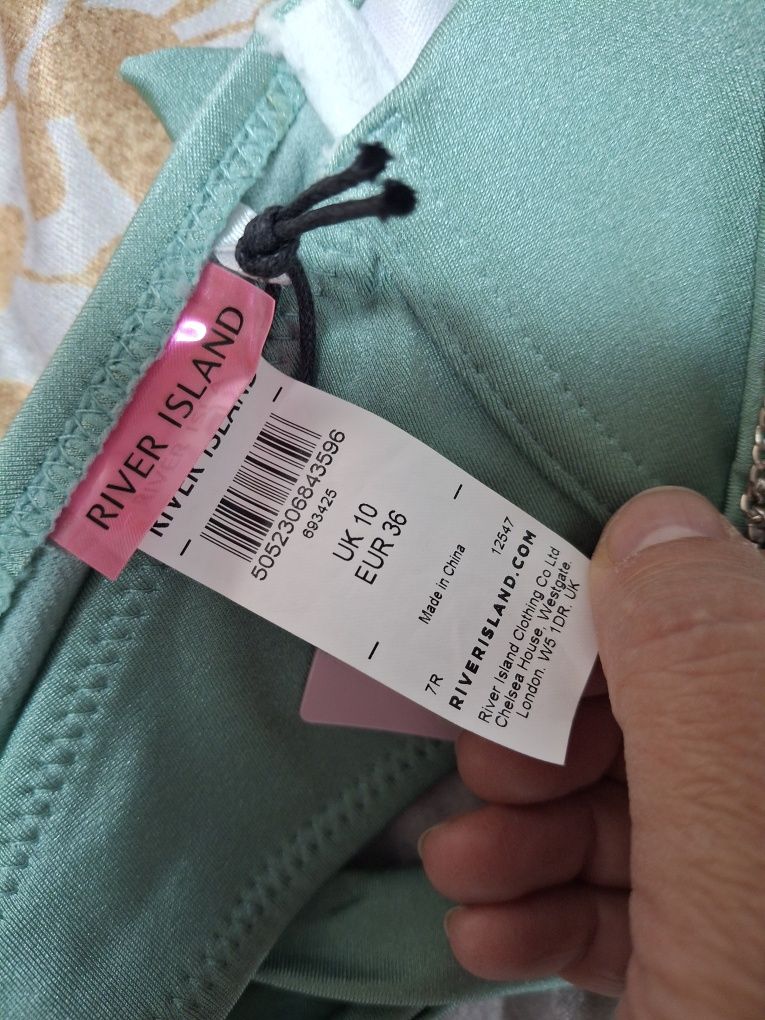 RIVER ISLAND
RIVER ISLAND
5052306843596
693425
UK 10
EUR 36
Made in China
7R
12547
RIVERISLAND.COM
River Island Clothing Co Ltd
Chelsea House, Westgate.
London. W5 1DR. UK